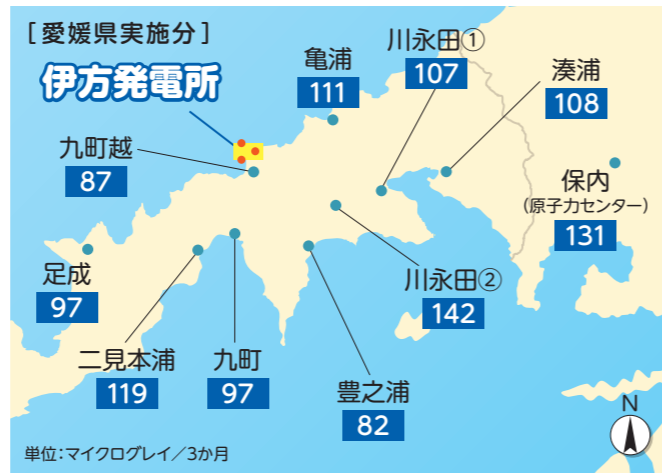 [愛媛県実施分]
伊方発電所
亀浦
111
川永田①
107
湊浦
108
九町越
87
保内
(原子力センター)
131
足成
97
川永田②
142
二見本浦
119
九町
97
豊之浦
82
N
単位:マイクログレイ/3か月